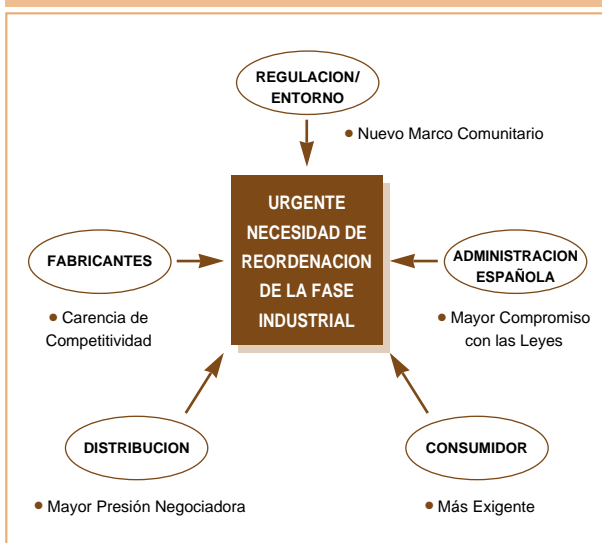 REGULACION/
ENTORNO
• Nuevo Marco Comunitario
URGENTE
NECESIDAD DE
REORDENACION
DE LA FASE
INDUSTRIAL
FABRICANTES
• Carencia de
Competitividad
ADMINISTRACION
ESPAÑOLA
• Mayor Compromiso
con las Leyes
DISTRIBUCION
• Mayor Presión Negociadora
CONSUMIDOR
• Más Exigente